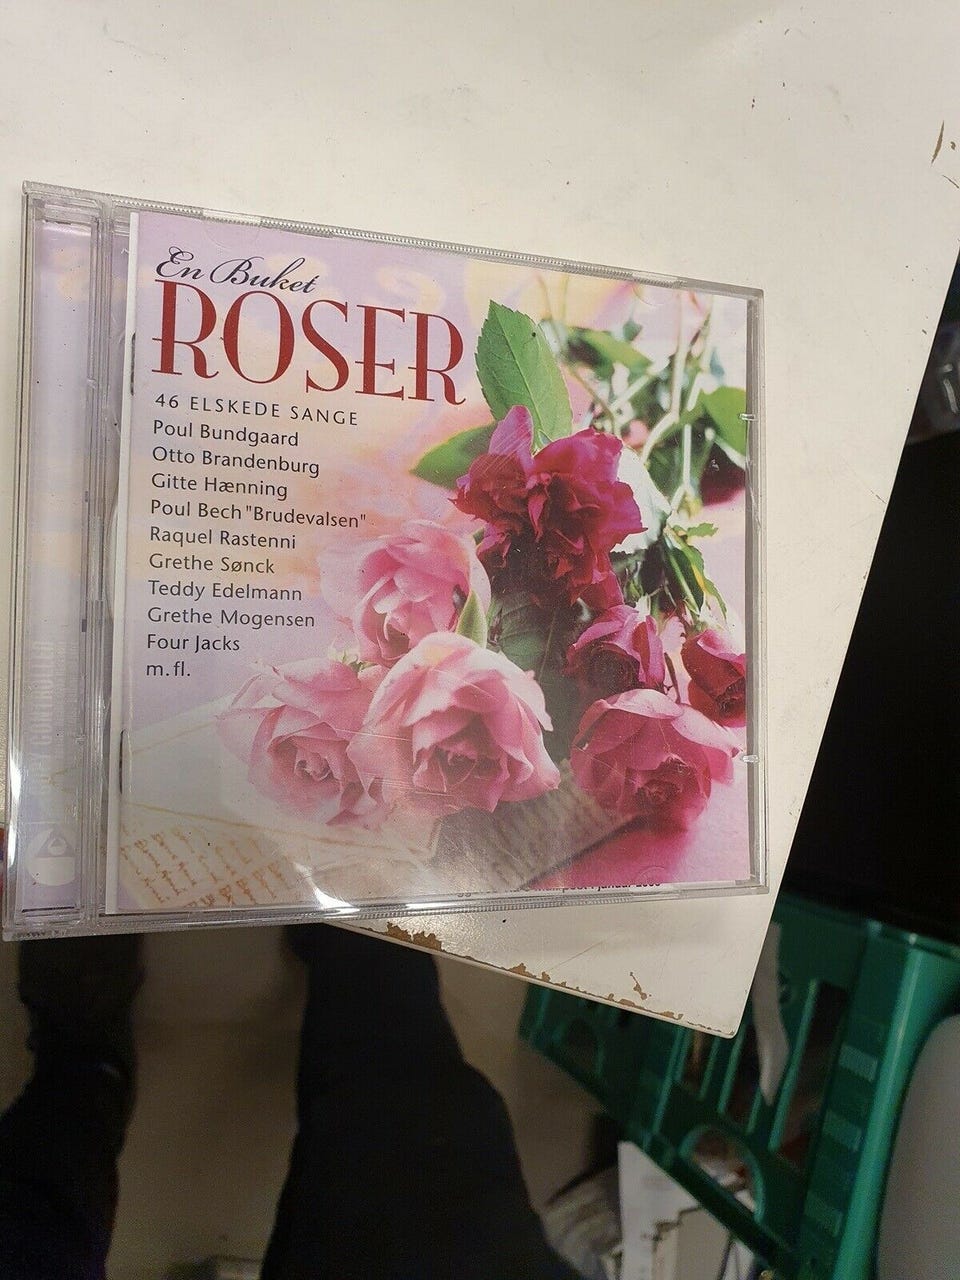 En Buket
ROSER
46 ELSKEDE SANGE
Poul Bundgaard
Otto Brandenburg
Gitte Hænning
Poul Bech "Brudevalsen"
Raquel Rastenni
Grethe Sønck
Teddy Edelmann
Grethe Mogensen
Four Jacks
m. fl.
januar